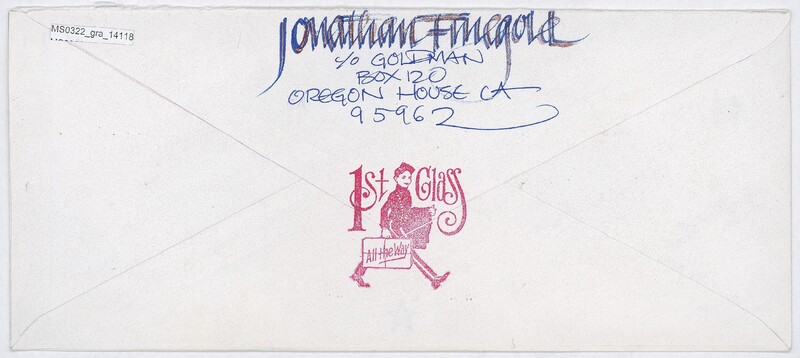 MS0322_gra_14118
Jonathan Finegold
c/o GOLDMAN
BOX 120
OREGON HOUSE CA
95962
1st Class
All the Way